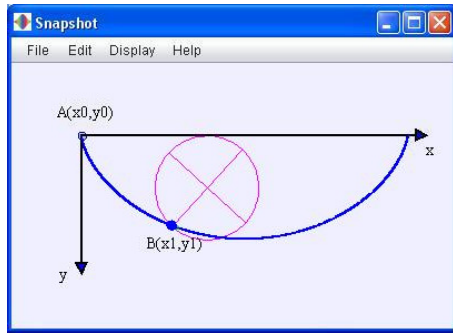 Snapshot
File Edit Display Help
A(x0,y0)
x
B(x1,y1)
y